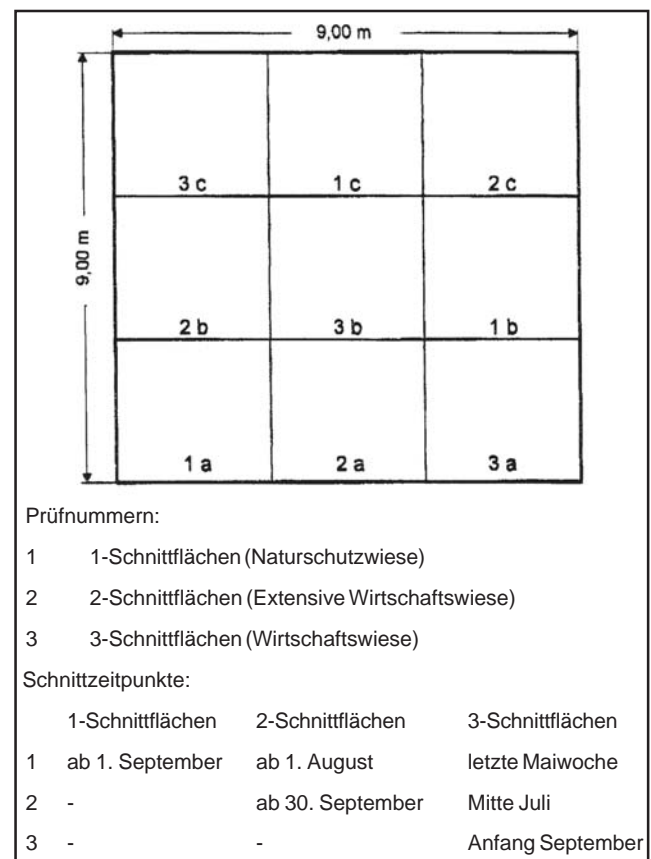 9,00 m
9,00 m
3 c 1 c 2 c
2 b 3 b 1 b
1 a 2 a 3 a
Prüfnummern:
1 1-Schnittflächen (Naturschutzwiese)
2 2-Schnittflächen (Extensive Wirtschaftswiese)
3 3-Schnittflächen (Wirtschaftswiese)
Schnittzeitpunkte:
1-Schnittflächen 2-Schnittflächen 3-Schnittflächen
1 ab 1. September ab 1. August letzte Maiwoche
2 - ab 30. September Mitte Juli
3 - - Anfang September